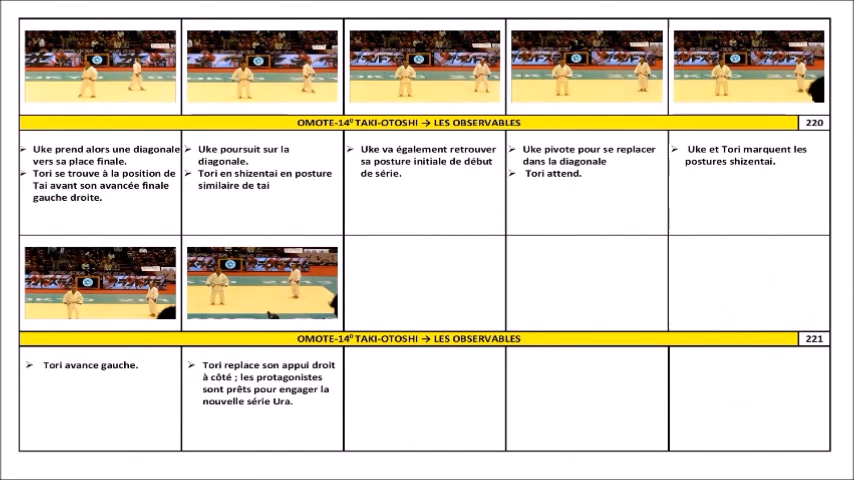 OMOTE-14⁰ TAKI-OTOSHI → LES OBSERVABLES
220
➢ Uke prend alors une diagonale
vers sa place finale.
➢ Tori se trouve à la position de
Tai avant son avancée finale
gauche droite.
➢ Uke poursuit sur la
diagonale.
➢ Tori en shizentai en posture
similaire de tai
➢ Uke va également retrouver
sa posture initiale de début
de série.
➢ Uke pivote pour se replacer
dans la diagonale
➢ Tori attend.
➢ Uke et Tori marquent les
postures shizentai.
OMOTE-14⁰ TAKI-OTOSHI → LES OBSERVABLES
221
➢ Tori avance gauche.
➢ Tori replace son appui droit
à côté ; les protagonistes
sont prêts pour engager la
nouvelle série Ura.